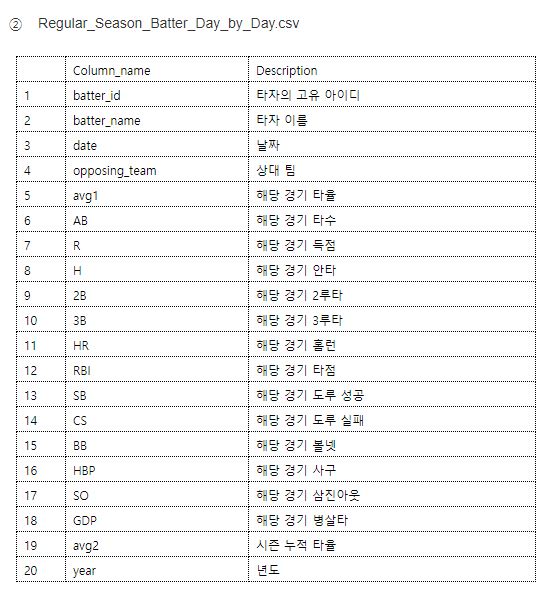 ② Regular_Season_Batter_Day_by_Day.csv
Column_name Description
1 batter_id 타자의 고유 아이디
2 batter_name 타자 이름
3 date 날짜
4 opposing_team 상대 팀
5 avg1 해당 경기 타율
6 AB 해당 경기 타수
7 R 해당 경기 득점
8 H 해당 경기 안타
9 2B 해당 경기 2루타
10 3B 해당 경기 3루타
11 HR 해당 경기 홈런
12 RBI 해당 경기 타점
13 SB 해당 경기 도루 성공
14 CS 해당 경기 도루 실패
15 BB 해당 경기 볼넷
16 HBP 해당 경기 사구
17 SO 해당 경기 삼진아웃
18 GDP 해당 경기 병살타
19 avg2 시즌 누적 타율
20 year 년도